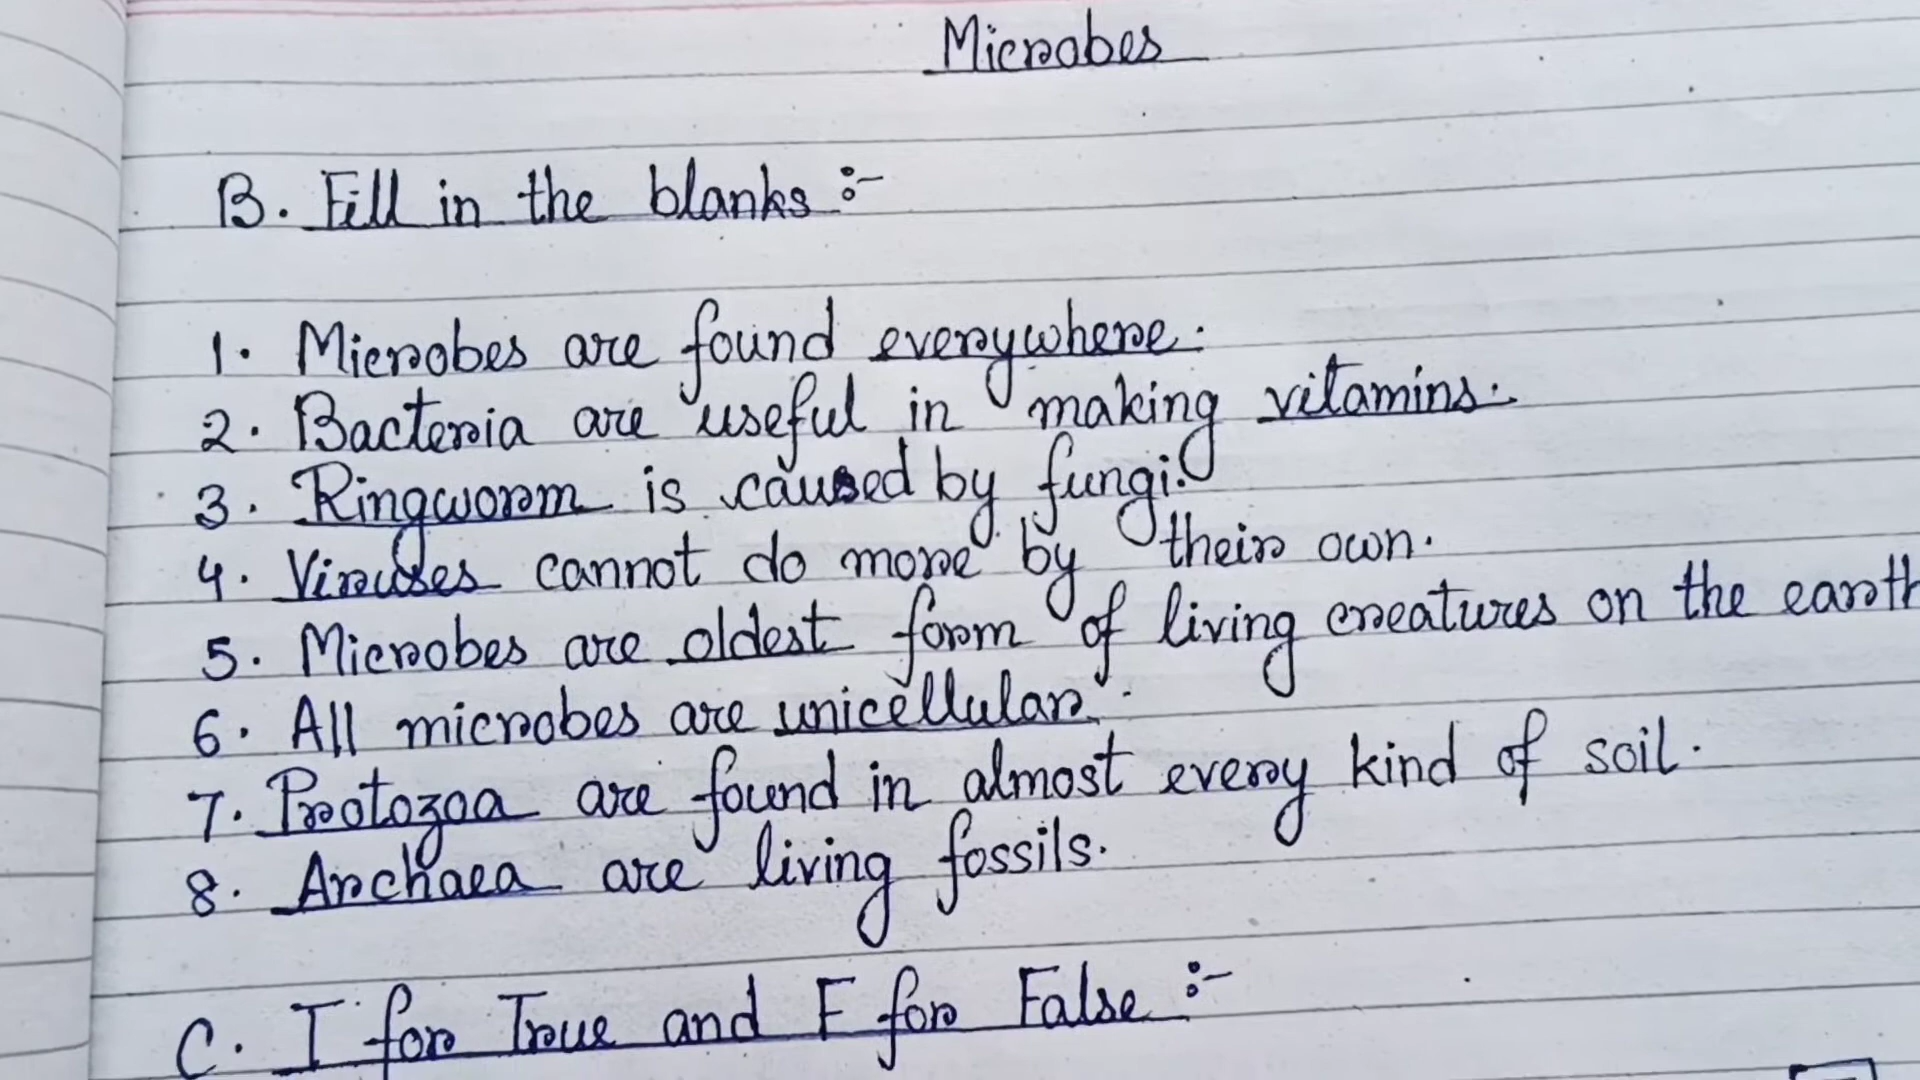 Microbes
B. Fill in the blanks :-
1. Microbes are found everywhere.
2. Bacteria are useful in making vitamins.
3. Ringworm is caused by fungi.
4. Viruses cannot do move by their own.
5. Microbes are oldest form of living creatures on the earth
6. All microbes are unicellular.
7. Protozoa are found in almost every kind of soil.
8. Archaea are living fossils.
C. T for True and F for False :-